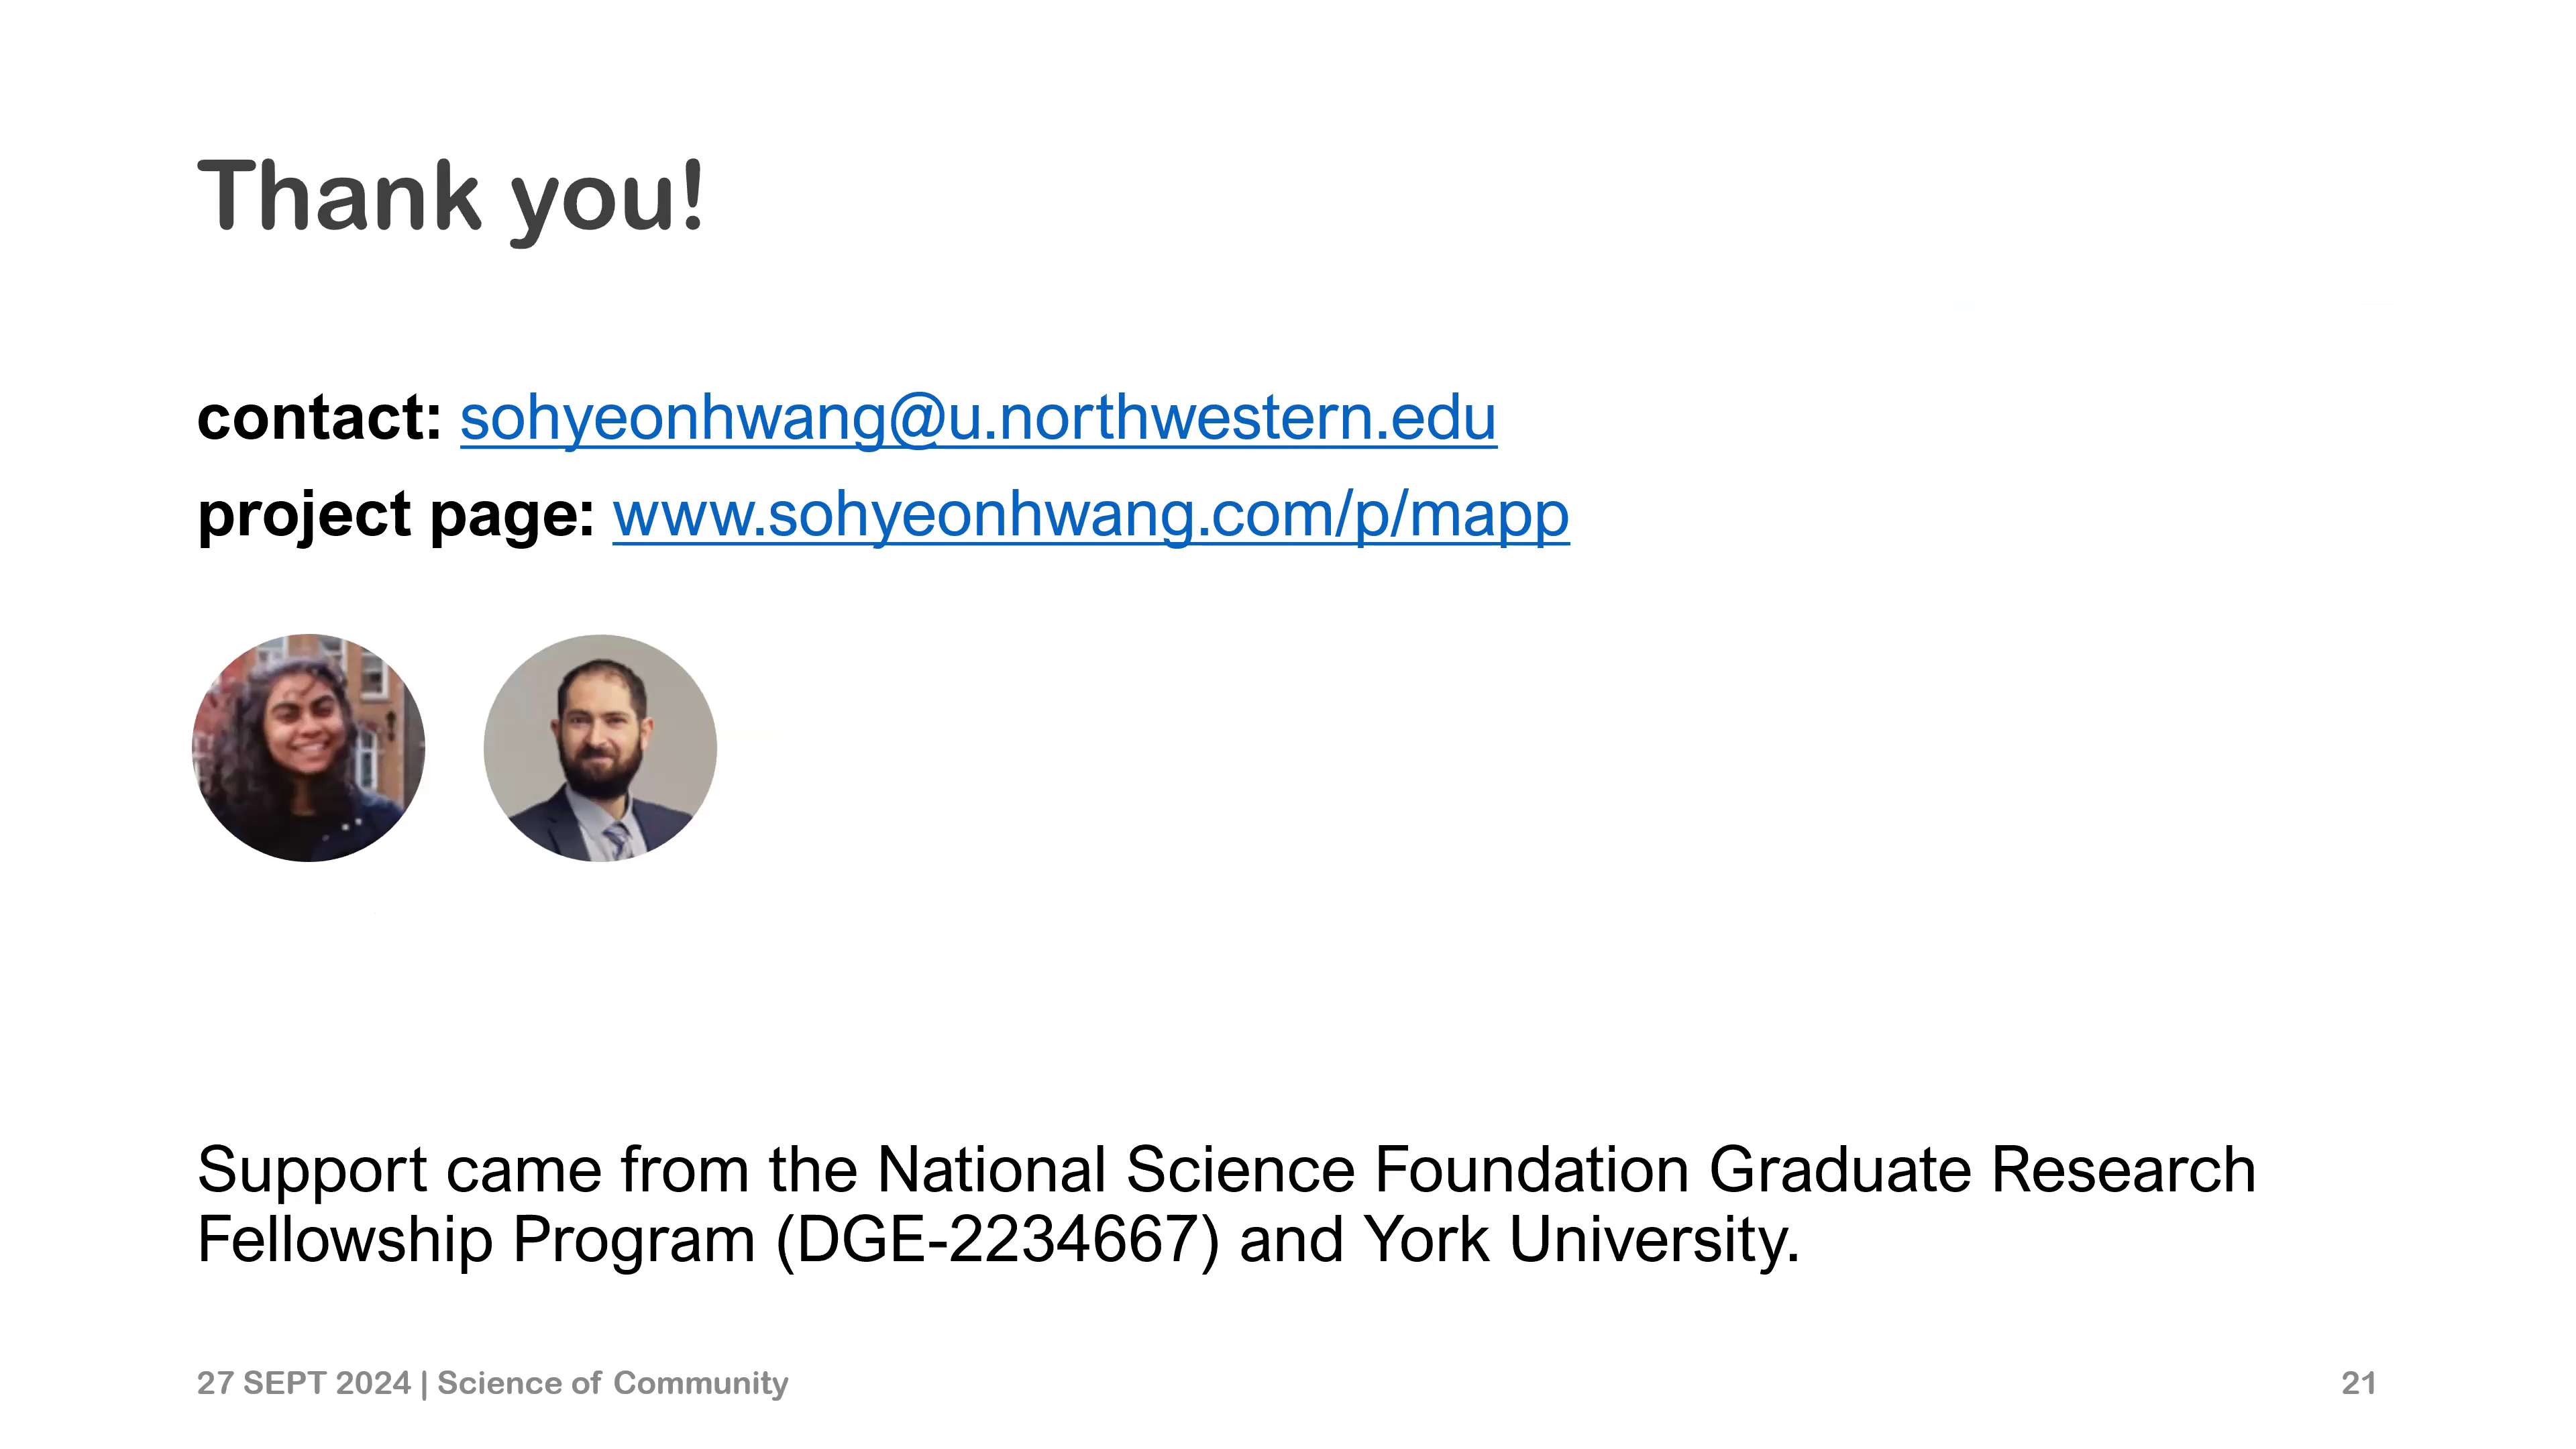 Thank you!
contact: sohyeonhwang@u.northwestern.edu
project page: www.sohyeonhwang.com/p/mapp
Support came from the National Science Foundation Graduate Research
Fellowship Program (DGE-2234667) and York University.
27 SEPT 2024 | Science of Community
21